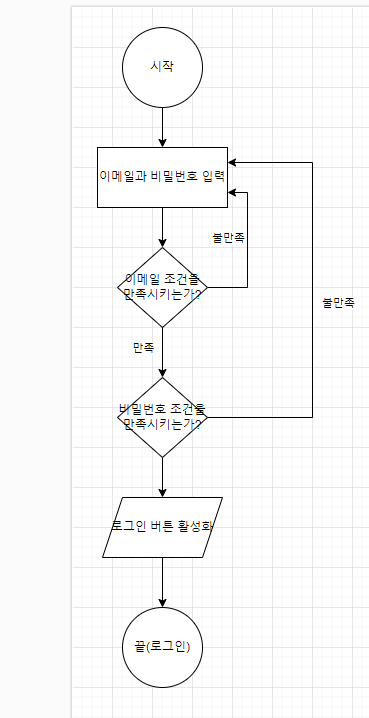 시작
이메일과 비밀번호 입력
불만족
이메일 조건을
만족시키는가?
불만족
만족
비밀번호 조건을
만족시키는가?
로그인 버튼 활성화
끝(로그인)